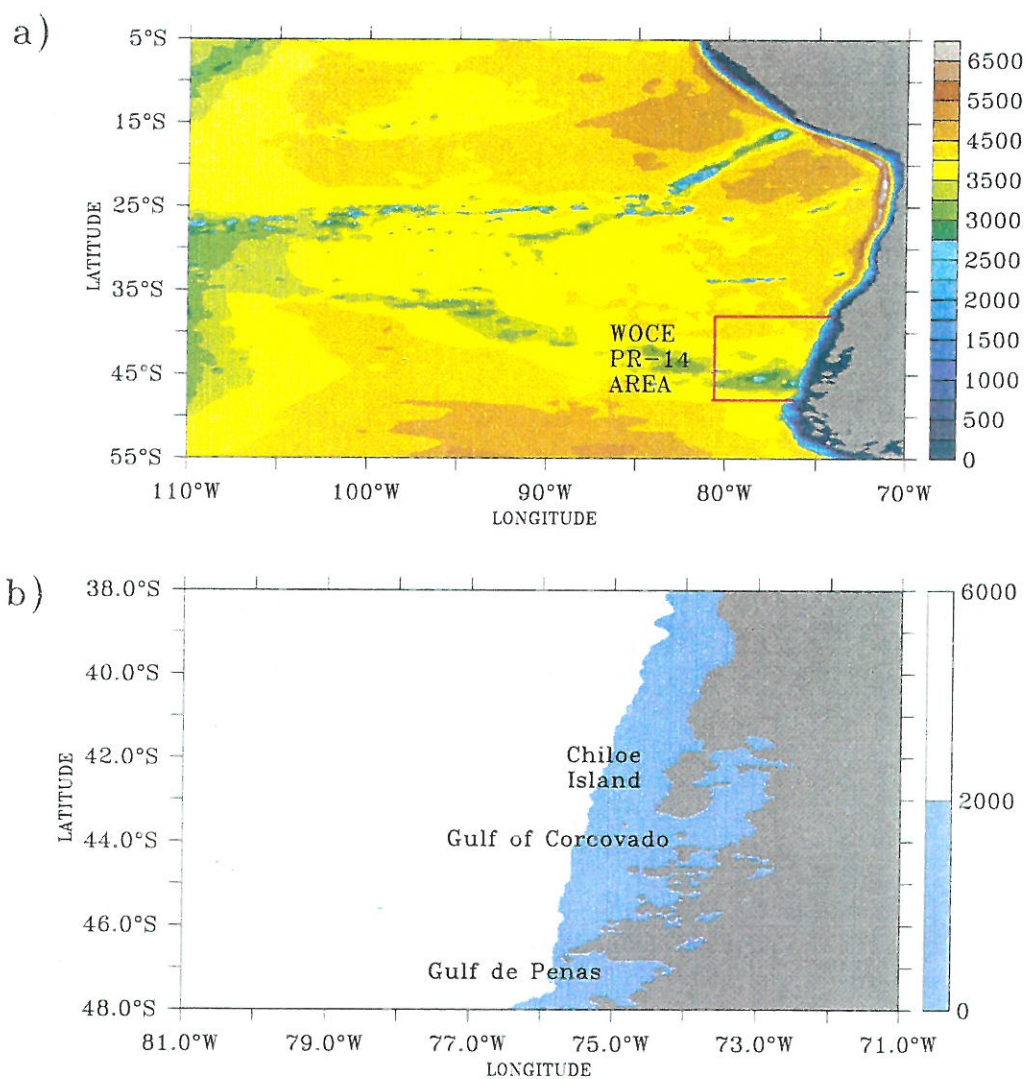 a)
5°S
15°S
25°S
35°S
45°S
55°S
LATITUDE
110°W
100°W
90°W
80°W
70°W
LONGITUDE
WOCE
PR-14
AREA
6500
5500
4500
3500
3000
2500
2000
1500
1000
500
0
b)
38.0°S
40.0°S
42.0°S
44.0°S
46.0°S
48.0°S
LATITUDE
81.0°W
79.0°W
77.0°W
75.0°W
73.0°W
71.0°W
LONGITUDE
Chiloe
Island
Gulf of Corcovado
Gulf de Penas
6000
2000
0